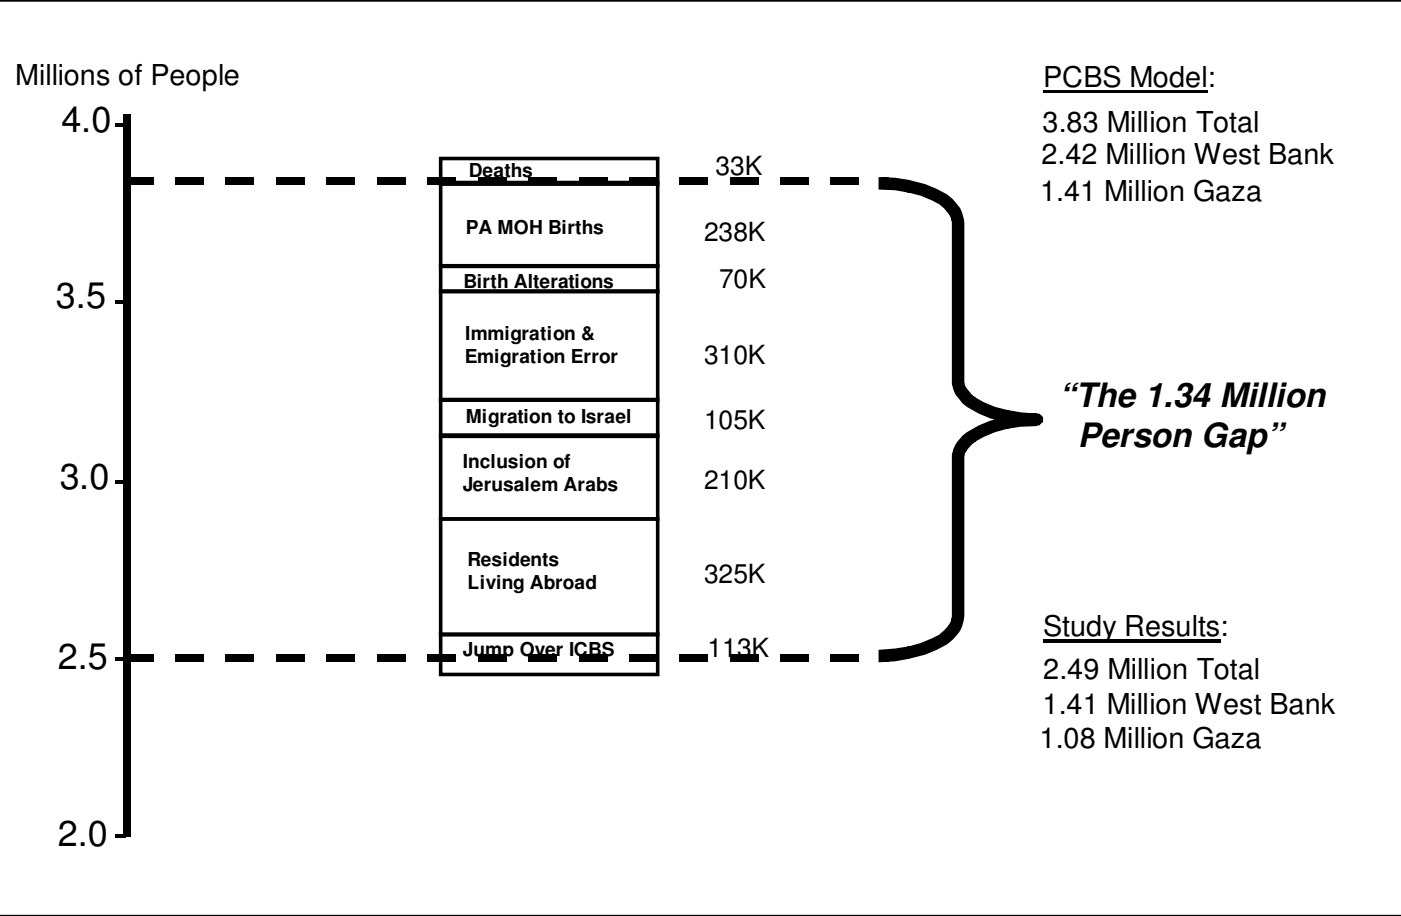 Millions of People
4.0
3.5
3.0
2.5
2.0
Deaths 33K
PA MOH Births 238K
Birth Alterations 70K
Immigration &
Emigration Error 310K
Migration to Israel 105K
Inclusion of
Jerusalem Arabs 210K
Residents
Living Abroad 325K
Jump Over ICBS 113K
PCBS Model:
3.83 Million Total
2.42 Million West Bank
1.41 Million Gaza
“The 1.34 Million
Person Gap”
Study Results:
2.49 Million Total
1.41 Million West Bank
1.08 Million Gaza